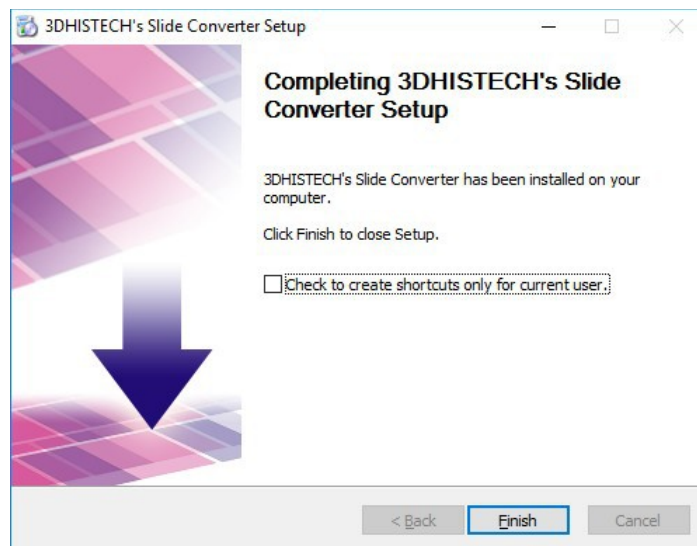 3DHISTECH's Slide Converter Setup
Completing 3DHISTECH's Slide
Converter Setup
3DHISTECH's Slide Converter has been installed on your
computer.
Click Finish to close Setup.
Check to create shortcuts only for current user.
< Back
Finish
Cancel